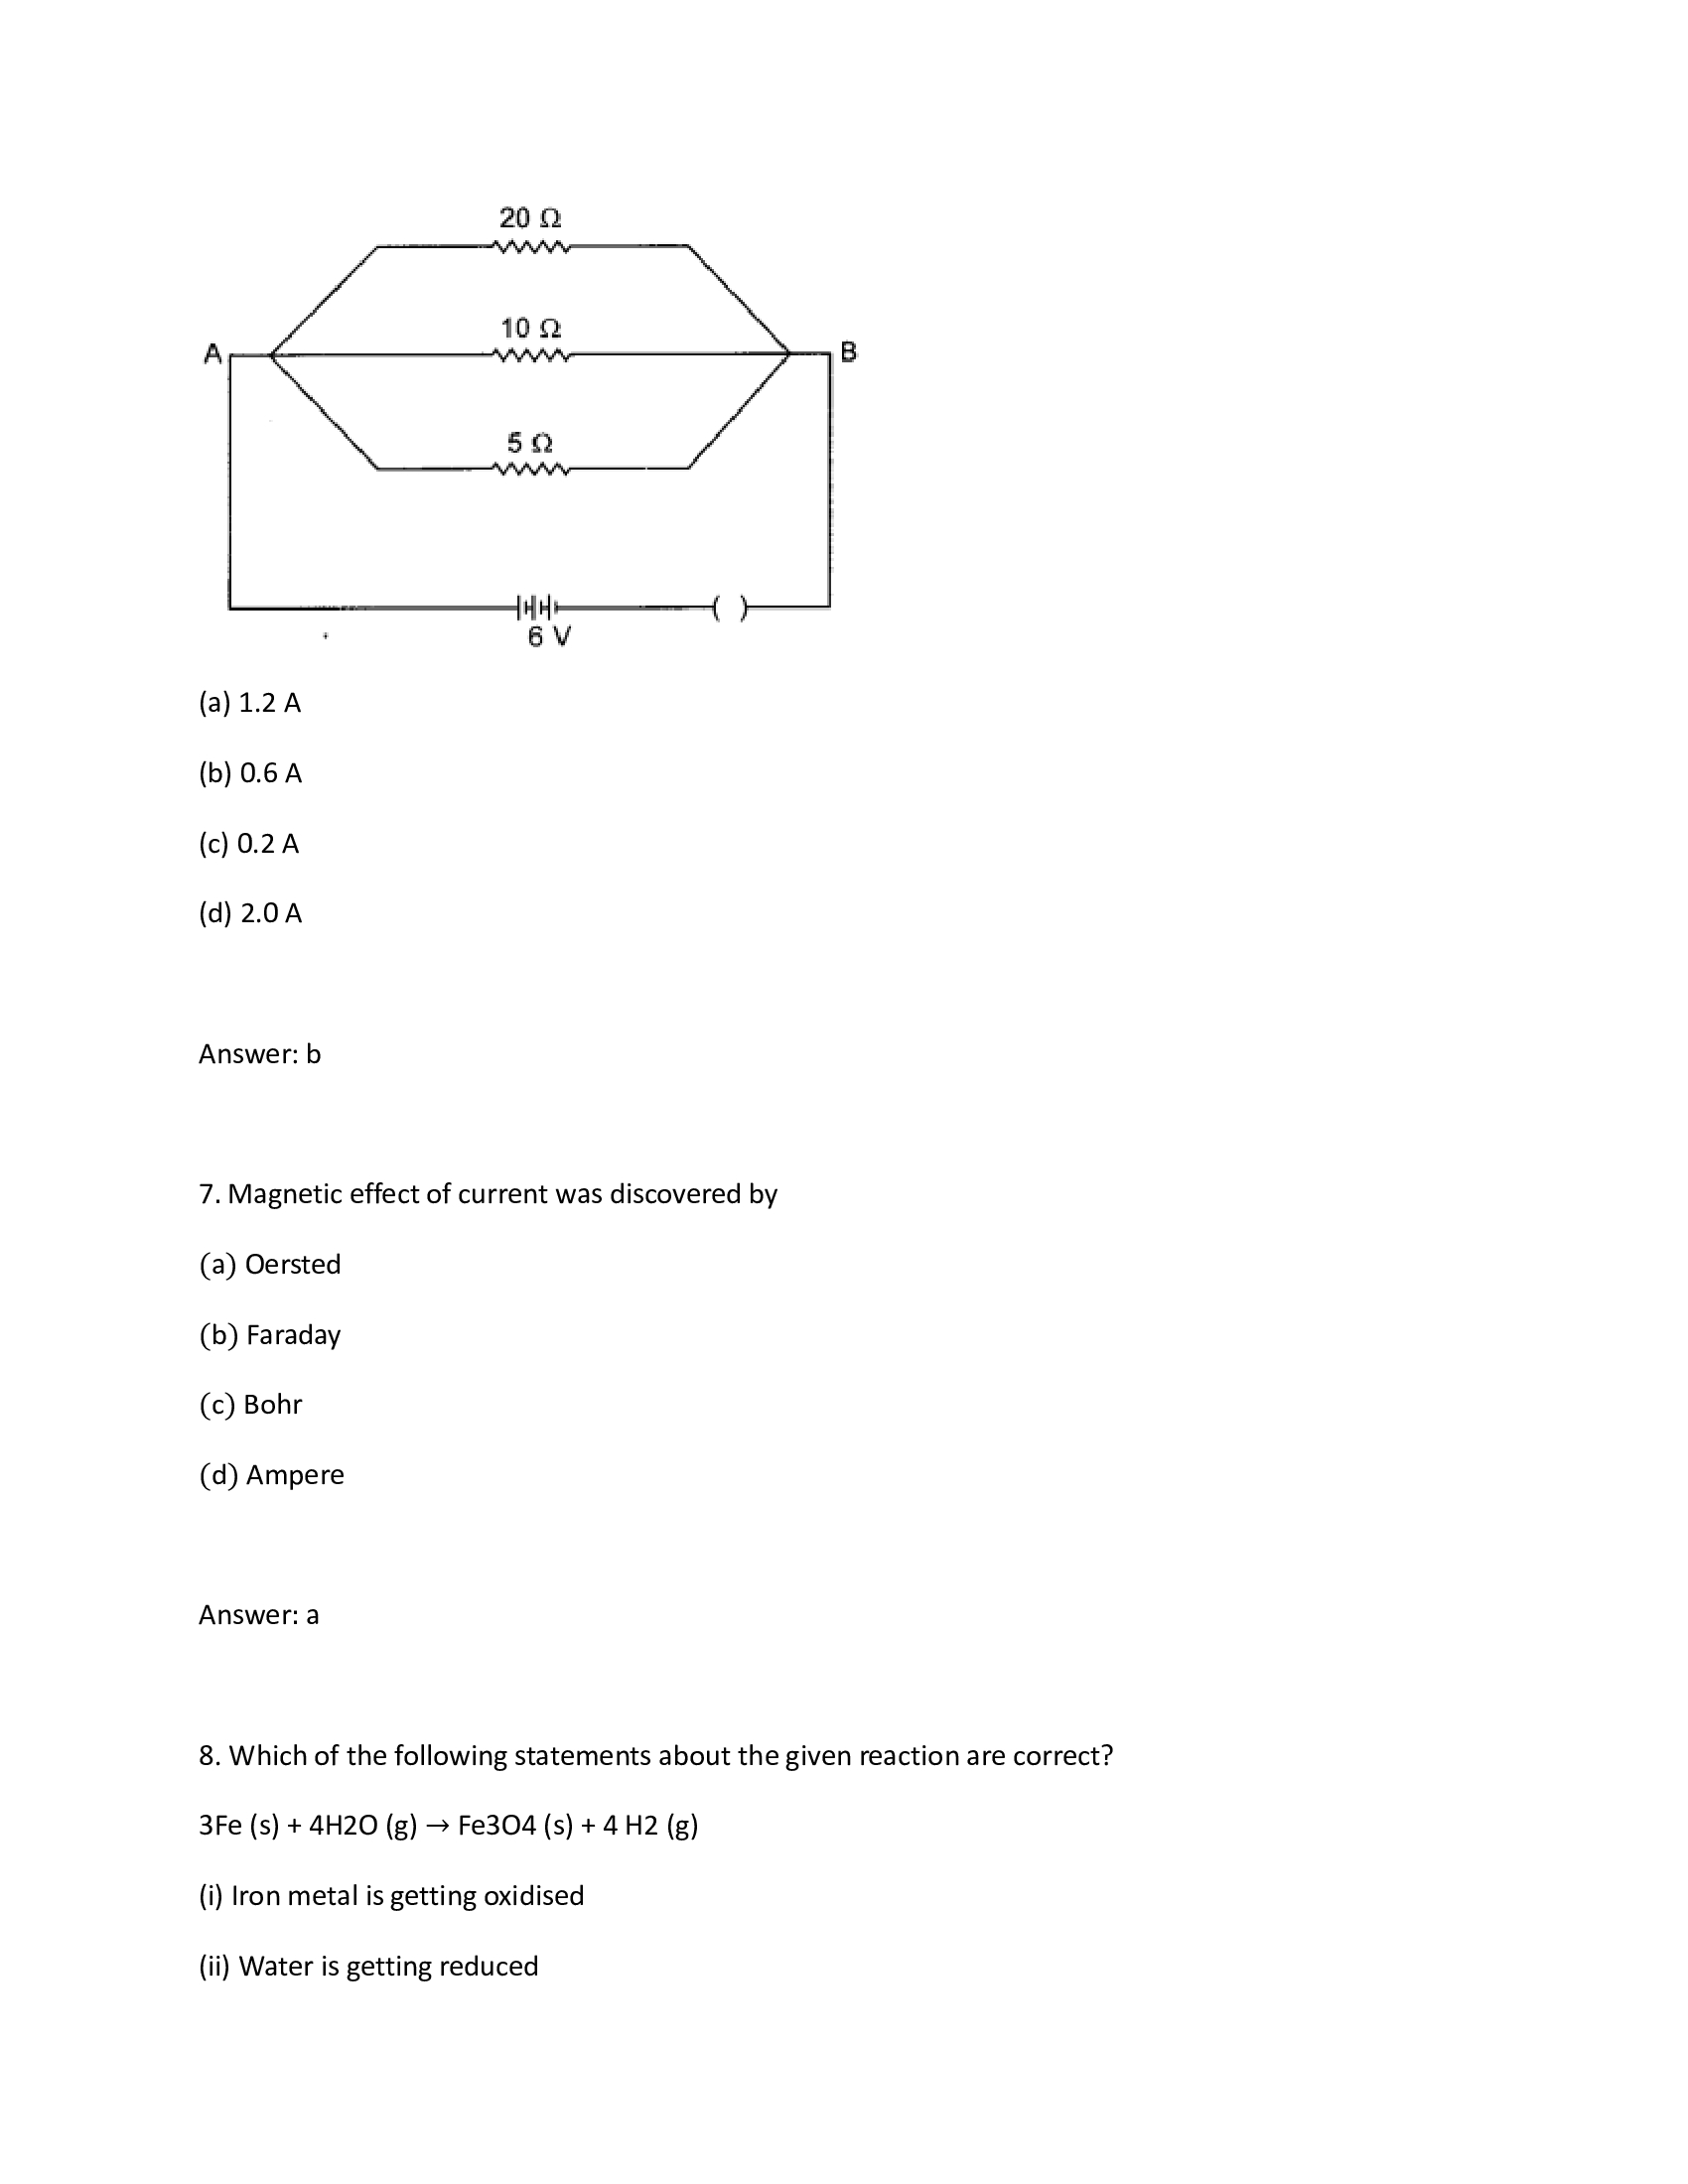 20 Ω
10 Ω
A
B
5 Ω
6 V
(a) 1.2 A
(b) 0.6 A
(c) 0.2 A
(d) 2.0 A
Answer: b
7. Magnetic effect of current was discovered by
(a) Oersted
(b) Faraday
(c) Bohr
(d) Ampere
Answer: a
8. Which of the following statements about the given reaction are correct?
3Fe (s) + 4H2O (g) → Fe3O4 (s) + 4 H2 (g)
(i) Iron metal is getting oxidised
(ii) Water is getting reduced